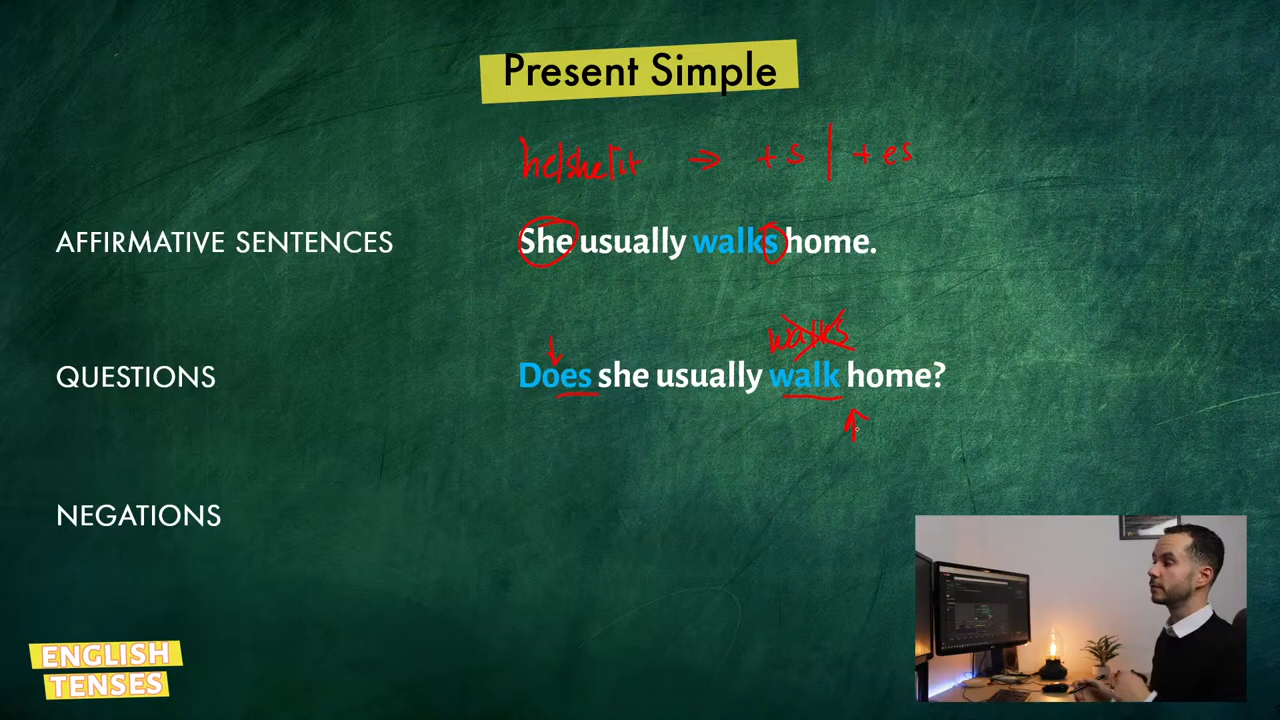 Present Simple
he/she/it → +s | +es
AFFIRMATIVE SENTENCES
She usually walks home.
walks
QUESTIONS
Does she usually walk home?
NEGATIONS
ENGLISH
TENSES